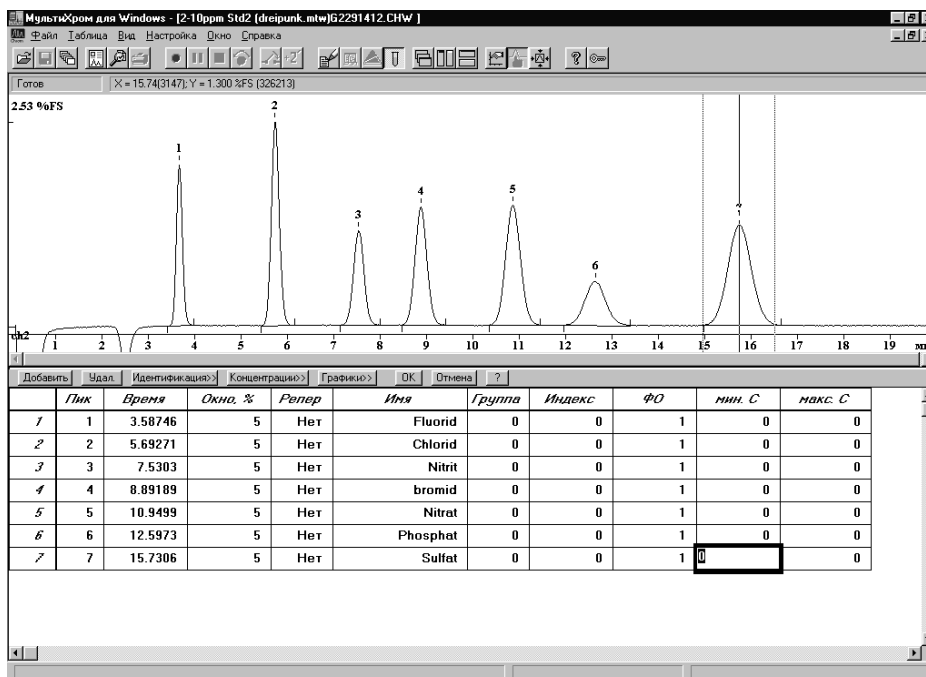 МультиХром для Windows - [2-10ppm Std2 (dreipunk.mtw)G2291412.CHW ]
Файл Таблица Вид Настройка Окно Справка
Готов X = 15.74(3147); Y = 1.300 %FS (326213)
2.53 %FS
1 2 3 4 5 6 7
ch2
1 2 3 4 5 6 7 8 9 10 11 12 13 14 15 16 17 18 19
Добавить Удал. Идентификация>> Концентрации>> Графики>> OK Отмена ?
Пик Время Окно, % Репер Имя Группа Индекс ФО мин. С макс. С
1 1 3.58746 5 Нет Fluorid 0 0 1 0 0
2 2 5.69271 5 Нет Chlorid 0 0 1 0 0
3 3 7.5303 5 Нет Nitrit 0 0 1 0 0
4 4 8.89189 5 Нет bromid 0 0 1 0 0
5 5 10.9499 5 Нет Nitrat 0 0 1 0 0
6 6 12.5973 5 Нет Phosphat 0 0 1 0 0
7 7 15.7306 5 Нет Sulfat 0 0 1 0 0